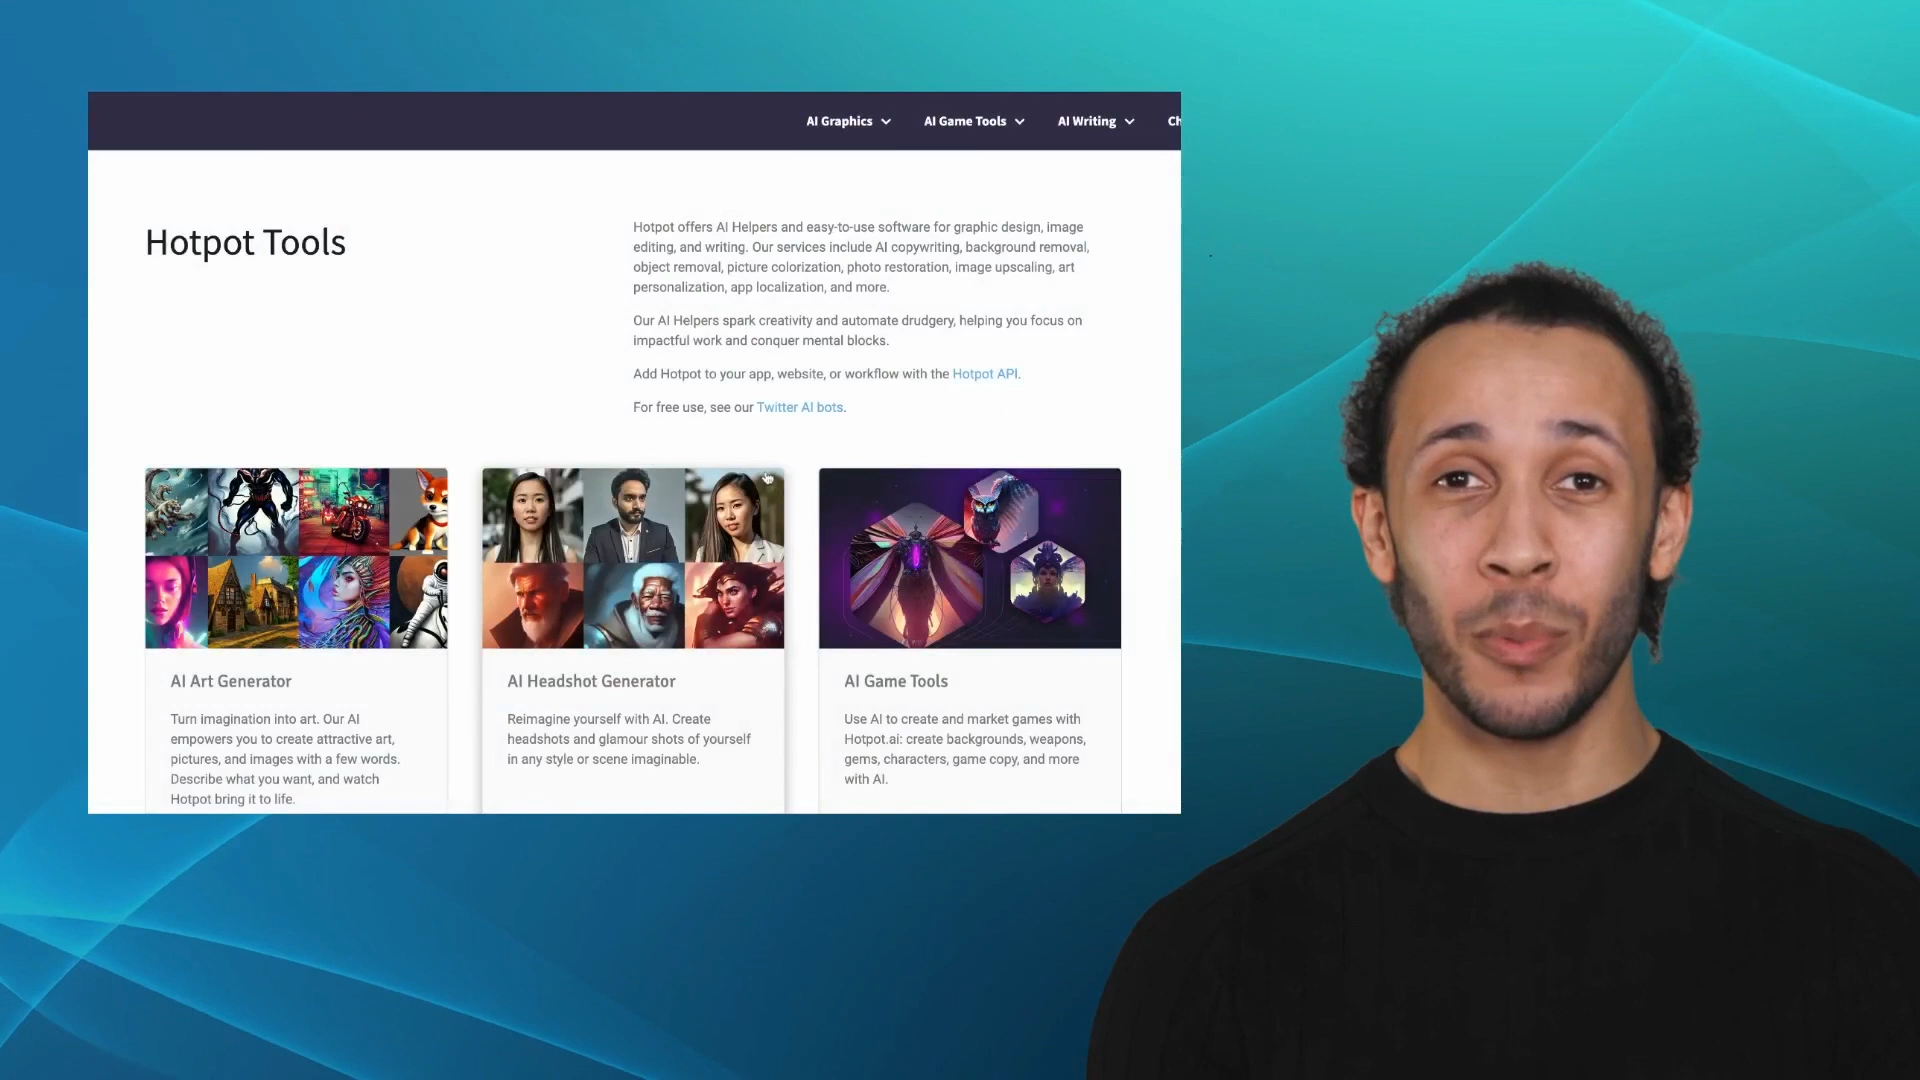 AI Graphics
AI Game Tools
AI Writing
Ch
Hotpot Tools
Hotpot offers AI Helpers and easy-to-use software for graphic design, image
editing, and writing. Our services include AI copywriting, background removal,
object removal, picture colorization, photo restoration, image upscaling, art
personalization, app localization, and more.
Our AI Helpers spark creativity and automate drudgery, helping you focus on
impactful work and conquer mental blocks.
Add Hotpot to your app, website, or workflow with the Hotpot API.
For free use, see our Twitter AI bots.
AI Art Generator
Turn imagination into art. Our AI
empowers you to create attractive art,
pictures, and images with a few words.
Describe what you want, and watch
Hotpot bring it to life.
AI Headshot Generator
Reimagine yourself with AI. Create
headshots and glamour shots of yourself
in any style or scene imaginable.
AI Game Tools
Use AI to create and market games with
Hotpot.ai: create backgrounds, weapons,
gems, characters, game copy, and more
with AI.